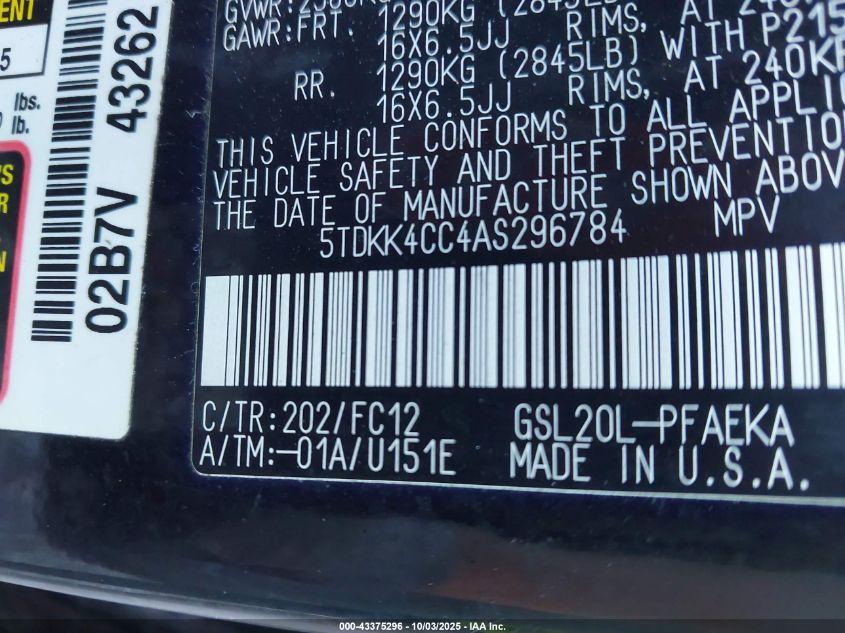 ENT
5
lbs.
lb.
'S
R
N
02B7V 43262
GAWR:FRT. 1290KG (2845LB) WITH P215
16X6.5JJ RIMS, AT 240KP
RR. 1290KG (2845LB) WITH P215
16X6.5JJ RIMS, AT 240KP
THIS VEHICLE CONFORMS TO ALL APPLIC
VEHICLE SAFETY AND THEFT PREVENTION
THE DATE OF MANUFACTURE SHOWN ABOV
5TDKK4CC4AS296784 MPV
C/TR:202/FC12 GSL20L-PFAEKA
A/TM:-01A/U151E MADE IN U.S.A.
000-43375296 - 10/03/2025 - IAA Inc.